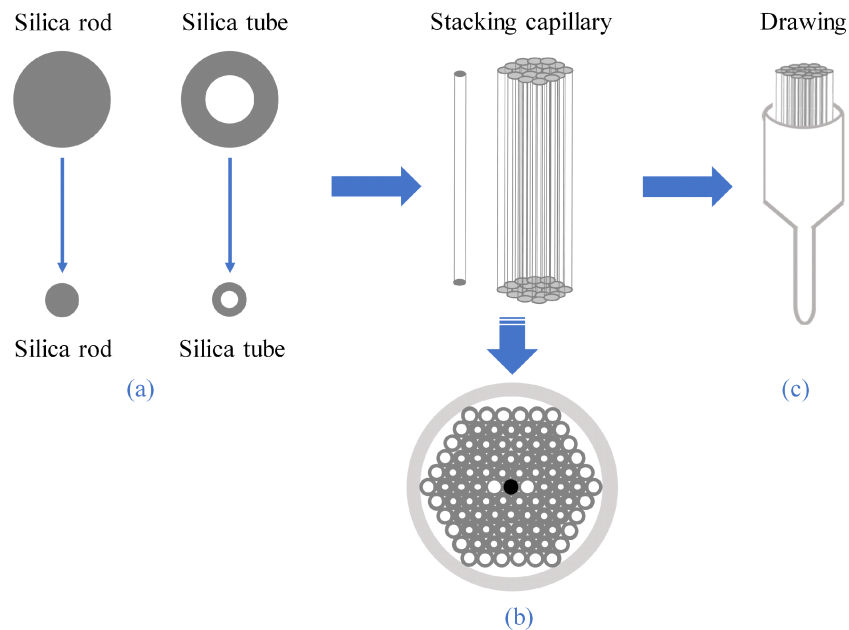 Silica rod
Silica tube
Stacking capillary
Drawing
Silica rod
Silica tube
(a)
(c)
(b)